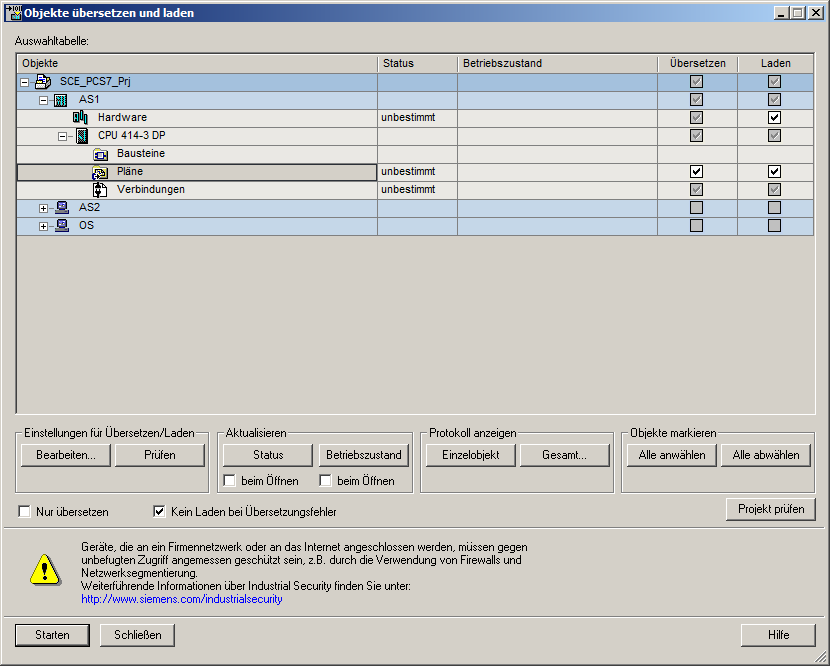 Objekte übersetzen und laden
Auswahltabelle:
Objekte Status Betriebszustand Übersetzen Laden
SCE_PCS7_Prj
AS1
Hardware unbestimmt
CPU 414-3 DP
Bausteine
Pläne unbestimmt
Verbindungen unbestimmt
AS2
OS
Einstellungen für Übersetzen/Laden Aktualisieren Protokoll anzeigen Objekte markieren
Bearbeiten... Prüfen Status Betriebszustand Einzelobjekt Gesamt... Alle anwählen Alle abwählen
beim Öffnen beim Öffnen
Nur übersetzen Kein Laden bei Übersetzungsfehler Projekt prüfen
Geräte, die an ein Firmennetzwerk oder an das Internet angeschlossen werden, müssen gegen
unbefugten Zugriff angemessen geschützt sein, z.B. durch die Verwendung von Firewalls und
Netzwerksegmentierung.
Weiterführende Informationen über Industrial Security finden Sie unter:
http://www.siemens.com/industrialsecurity
Starten Schließen Hilfe